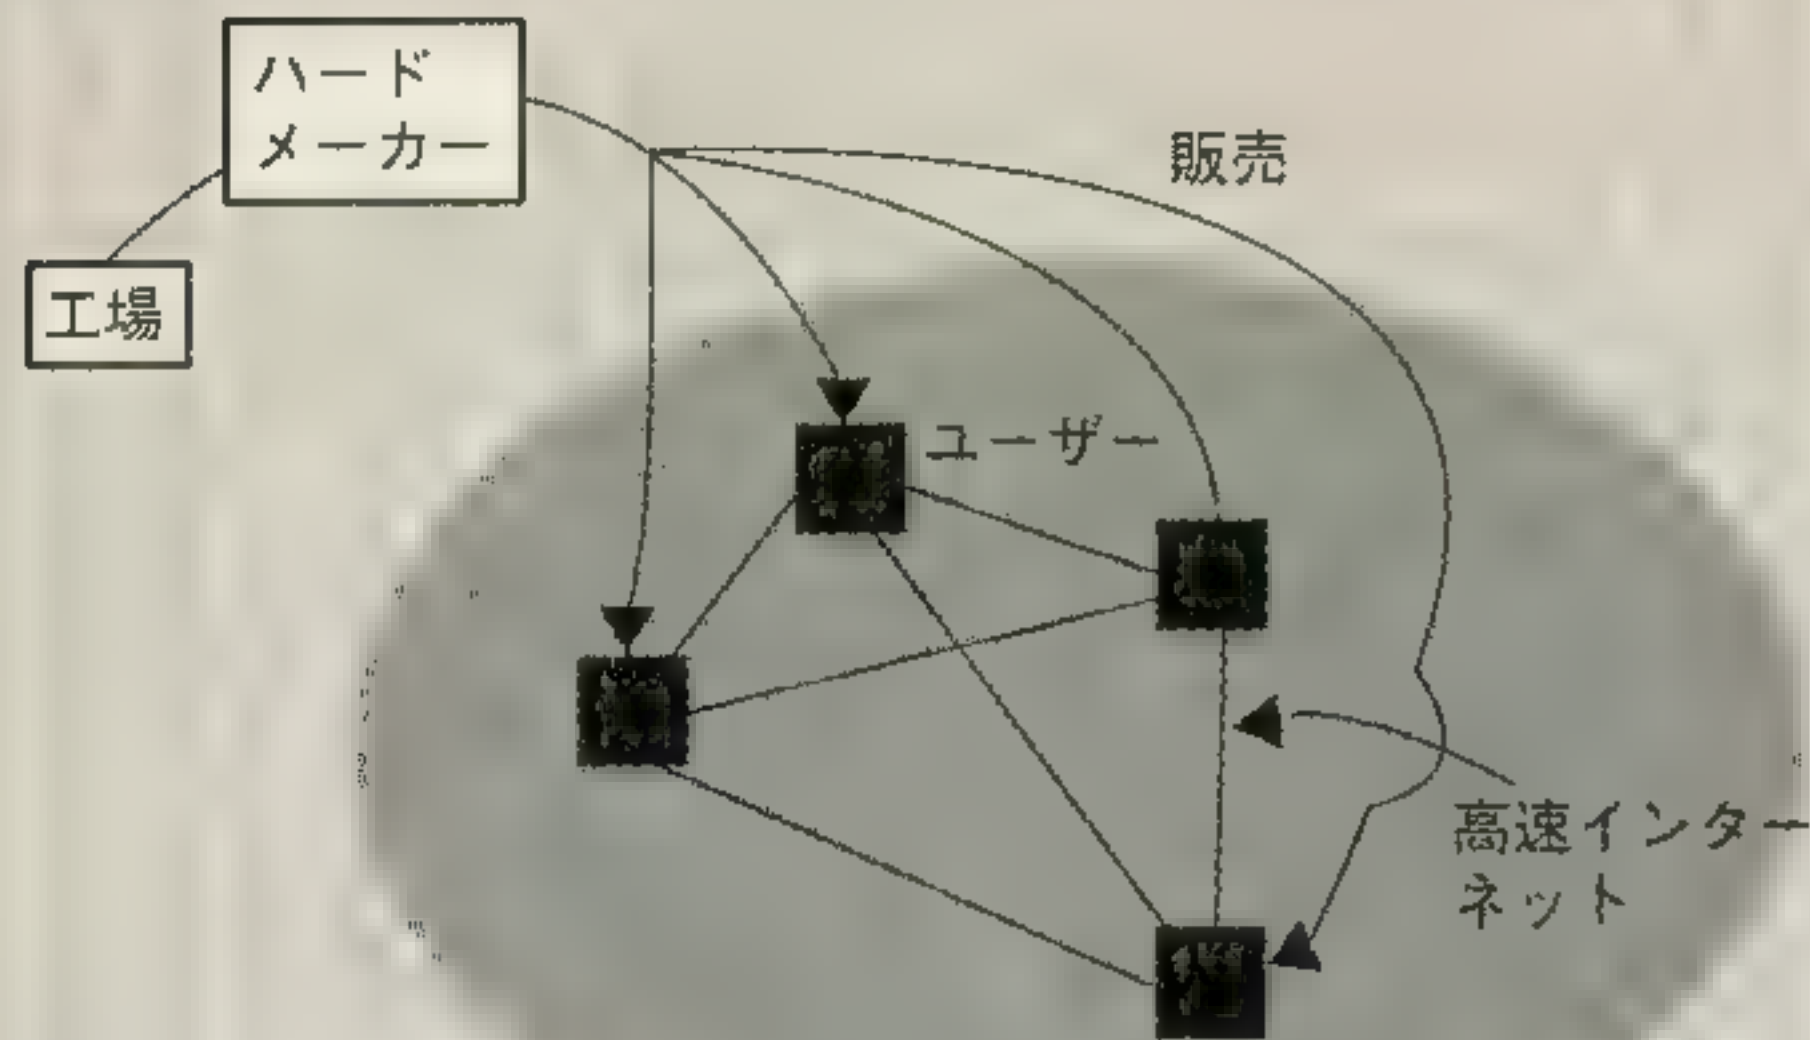 ハード
メーカー
販売
工場
ユーザー
高速インター
ネット